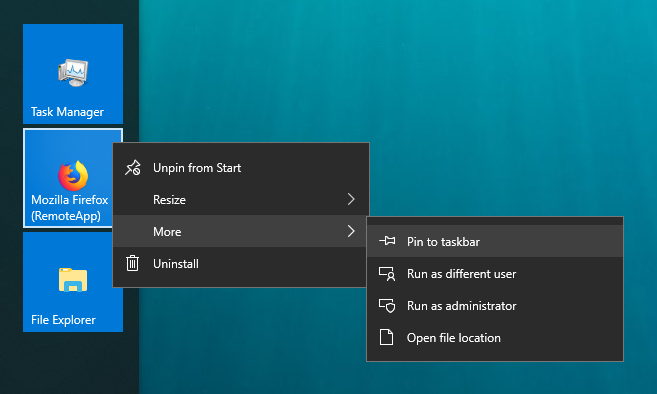 Task Manager
Mozilla Firefox
(RemoteApp)
File Explorer
Unpin from Start
Resize
More
Uninstall
Pin to taskbar
Run as different user
Run as administrator
Open file location